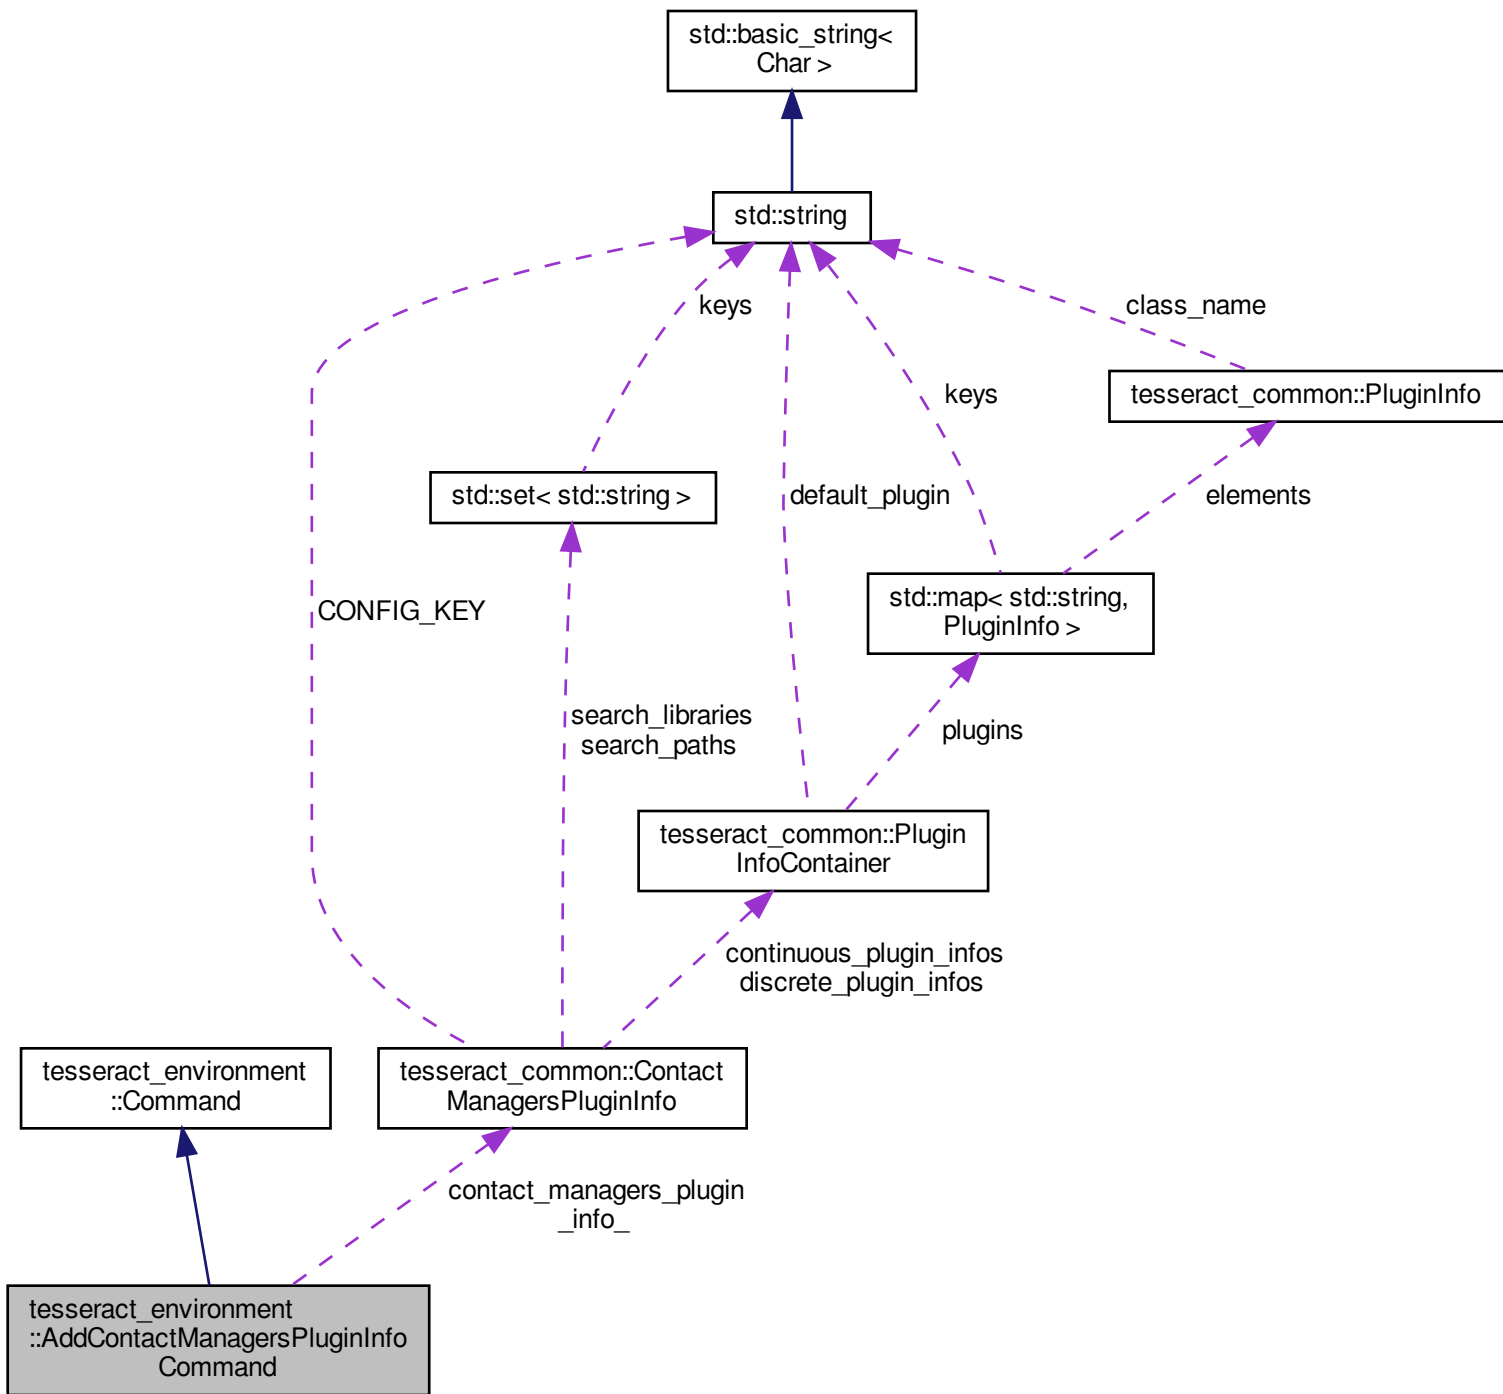 std::basic_string<
Char >
std::string
keys
class_name
tesseract_common::PluginInfo
keys
std::set< std::string >
default_plugin
elements
std::map< std::string,
PluginInfo >
CONFIG_KEY
search_libraries
search_paths
plugins
tesseract_common::Plugin
InfoContainer
continuous_plugin_infos
discrete_plugin_infos
tesseract_environment
::Command
tesseract_common::Contact
ManagersPluginInfo
contact_managers_plugin
_info_
tesseract_environment
::AddContactManagersPluginInfo
Command